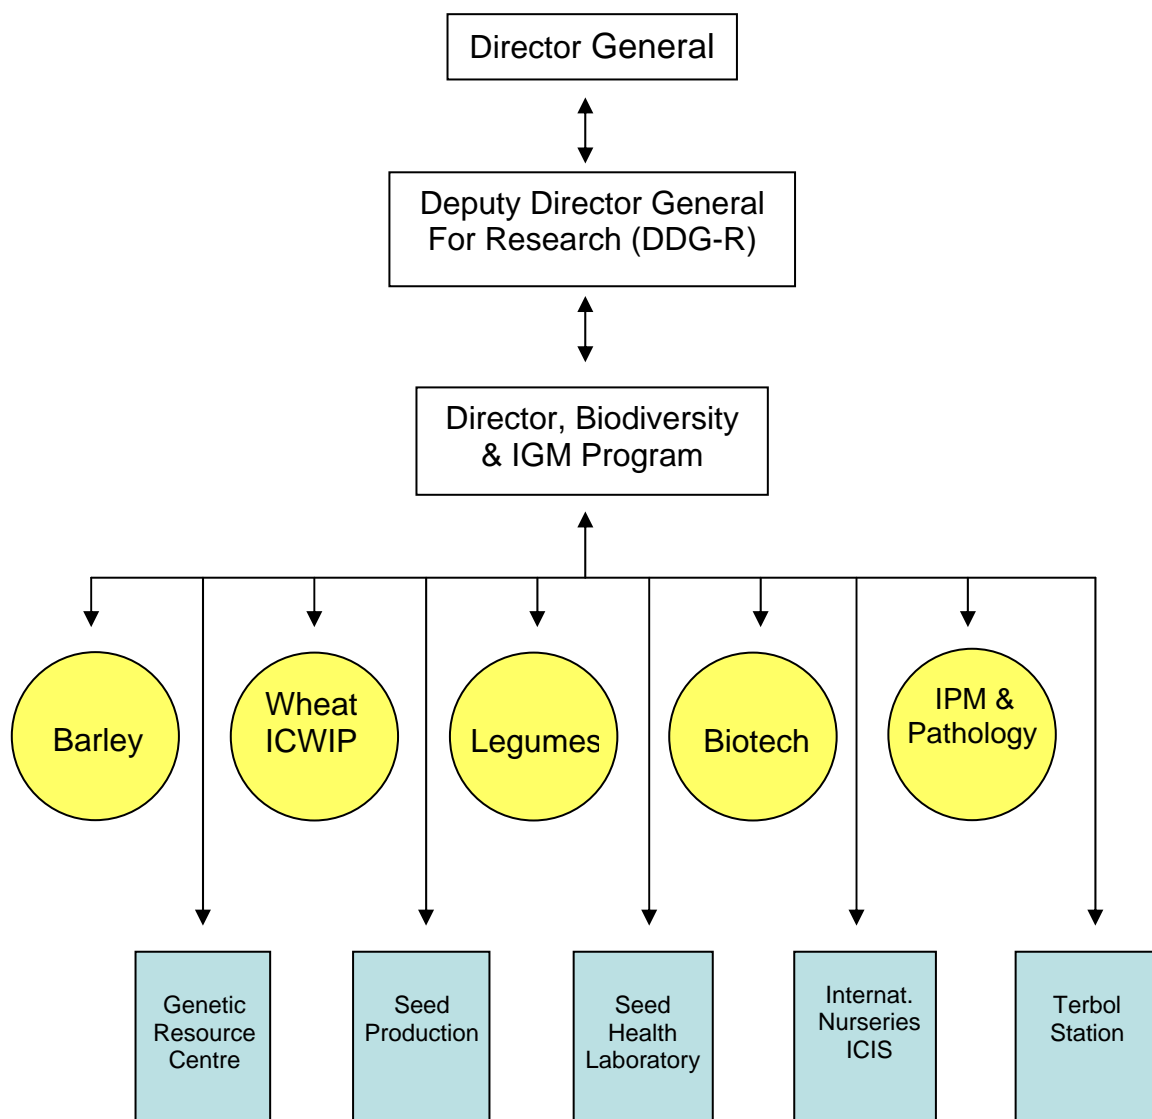 Director General
Deputy Director General
For Research (DDG-R)
Director, Biodiversity
& IGM Program
Barley
Wheat
ICWIP
Legumes
Biotech
IPM &
Pathology
Genetic
Resource
Centre
Seed
Production
Seed
Health
Laboratory
Internat.
Nurseries
ICIS
Terbol
Station